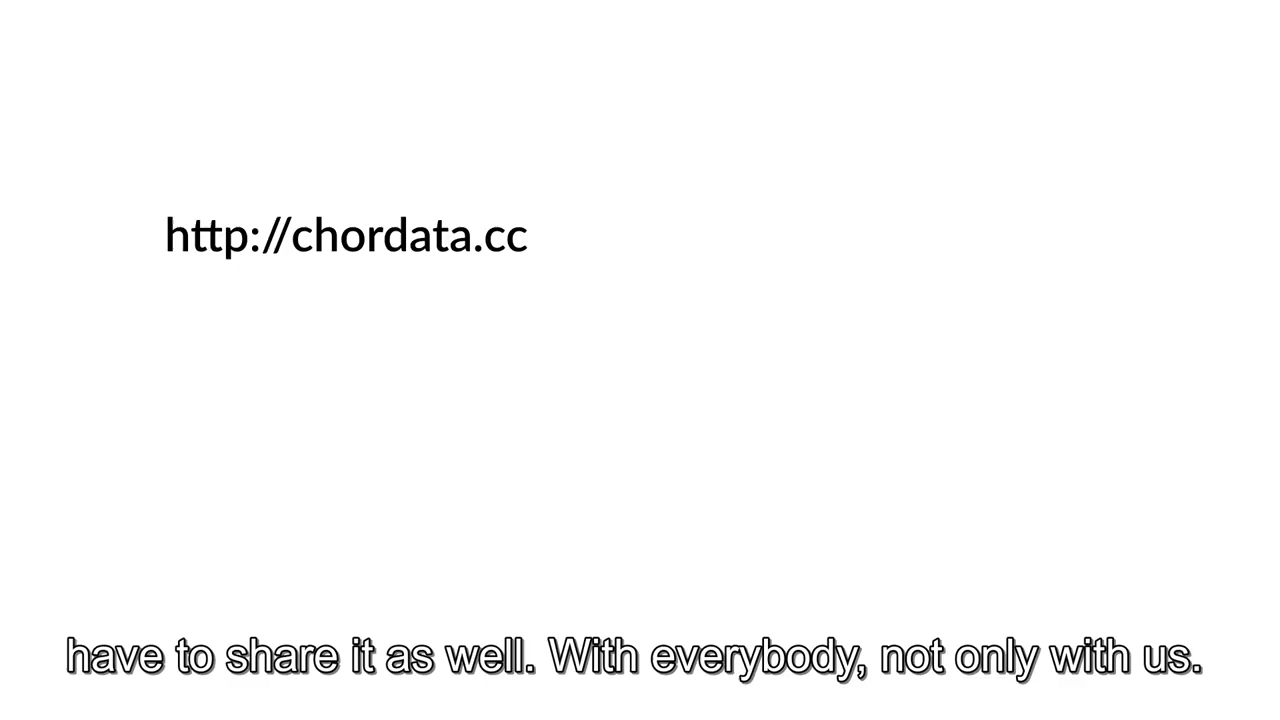 http://chordata.cc
have to share it as well. With everybody, not only with us.